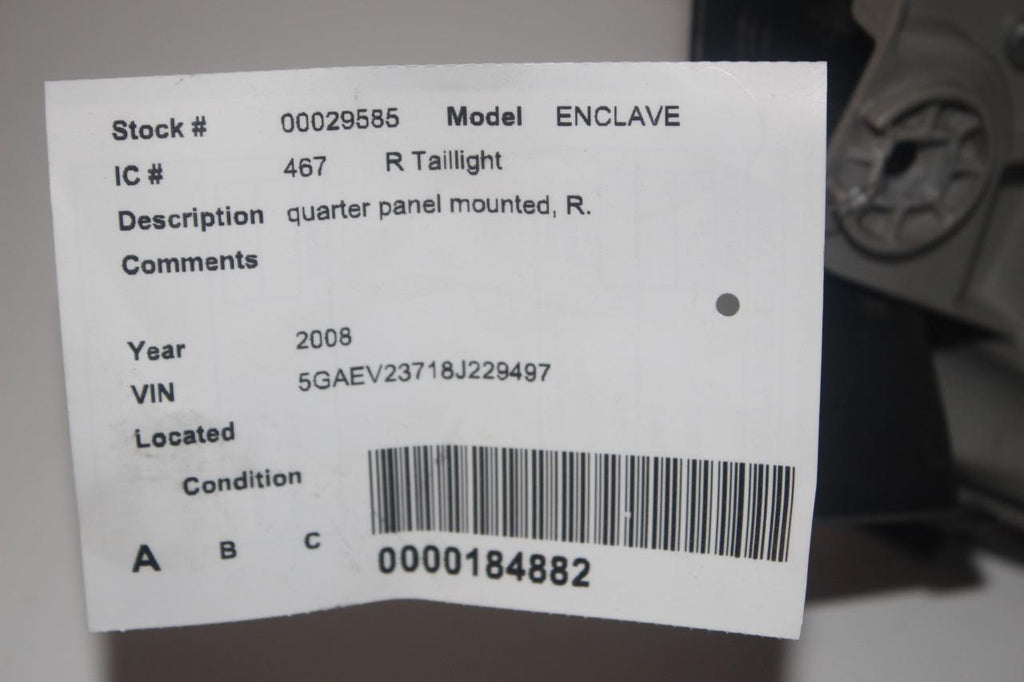 Stock # 00029585 Model ENCLAVE
IC # 467 R Taillight
Description quarter panel mounted, R.
Comments
Year 2008
VIN 5GAEV23718J229497
Located
Condition
A B C
0000184882